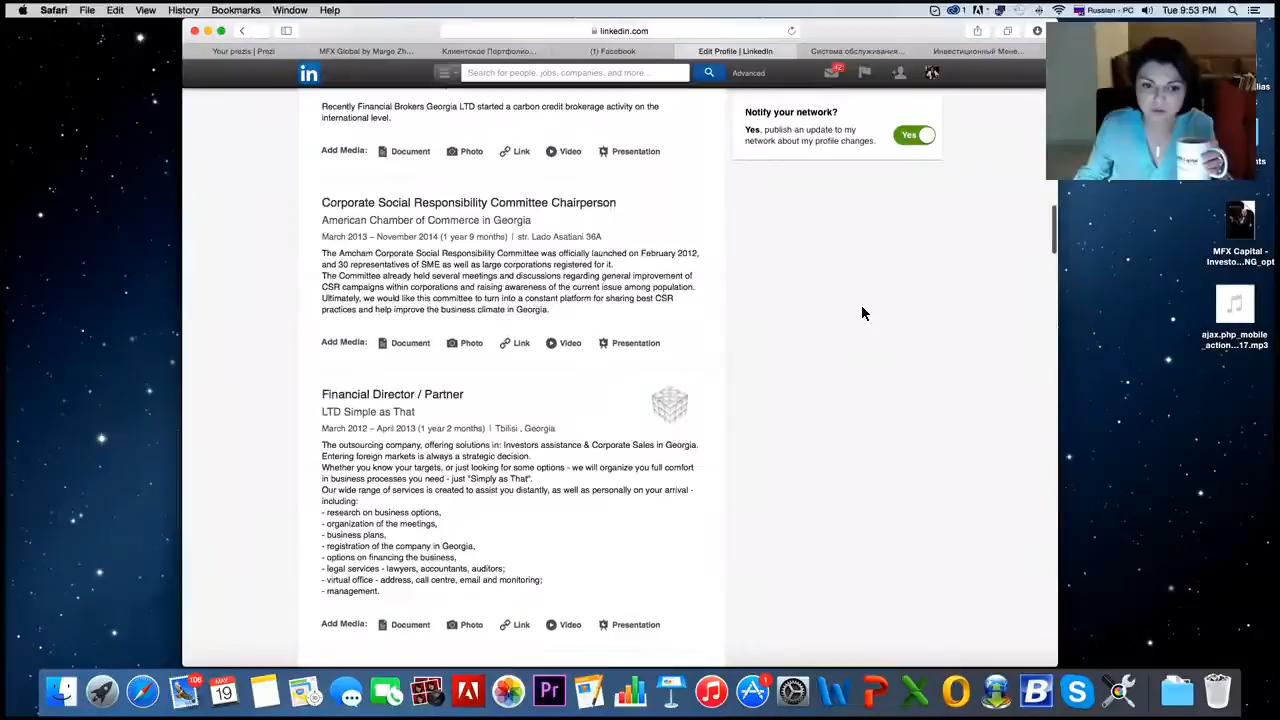 Safari File Edit View History Bookmarks Window Help
1 Russian - PC Tue 9:53 PM
linkedin.com
Your prezis | Prezi MFX Global by Margo Zh... Клиентское Портфолио... (1) Facebook Edit Profile | LinkedIn Система обслуживания... Инвестиционный Мене...
in Search for people, jobs, companies, and more... Advanced 42
Recently Financial Brokers Georgia LTD started a carbon credit brokerage activity on the
international level.
Add Media: Document Photo Link Video Presentation
Notify your network?
Yes, publish an update to my
network about my profile changes.
Yes
Corporate Social Responsibility Committee Chairperson
American Chamber of Commerce in Georgia
March 2013 – November 2014 (1 year 9 months) | str. Lado Asatiani 36A
The Amcham Corporate Social Responsibility Committee was officially launched on February 2012,
and 30 representatives of SME as well as large corporations registered for it.
The Committee already held several meetings and discussions regarding general improvement of
CSR campaigns within corporations and raising awareness of the current issue among population.
Ultimately, we would like this committee to turn into a constant platform for sharing best CSR
practices and help improve the business climate in Georgia.
Add Media: Document Photo Link Video Presentation
Financial Director / Partner
LTD Simple as That
March 2012 – April 2013 (1 year 2 months) | Tbilisi , Georgia
The outsourcing company, offering solutions in: Investors assistance & Corporate Sales in Georgia.
Entering foreign markets is always a strategic decision.
Whether you know your targets, or just looking for some options - we will organize you full comfort
in business processes you need - just "Simply as That".
Our wide range of services is created to assist you distantly, as well as personally on your arrival -
including:
- research on business options,
- organization of the meetings,
- business plans,
- registration of the company in Georgia,
- options on financing the business,
- legal services - lawyers, accountants, auditors;
- virtual office - address, call centre, email and monitoring;
- management.
Add Media: Document Photo Link Video Presentation
MFX Capital -
Investo...NG_opt
ajax.php_mobile
_action...17.mp3
106
MAY
19
Pr
1